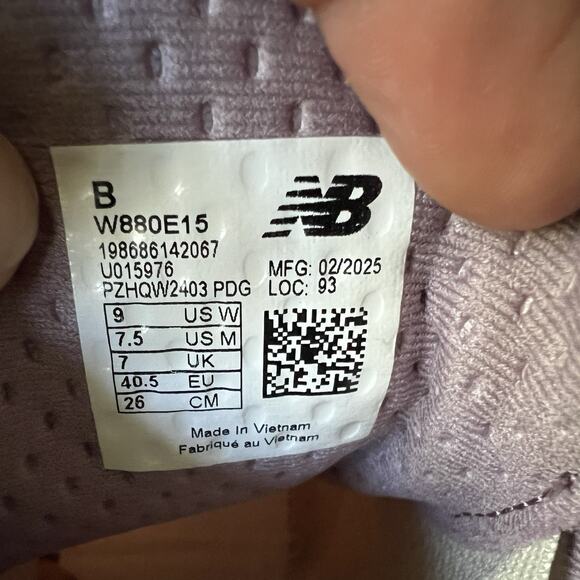 B
W880E15
198686142067
U015976
PZHQW2403 PDG
NB
MFG: 02/2025
LOC: 93
9 US W
7.5 US M
7 UK
40.5 EU
26 CM
Made In Vietnam
Fabriqué au Vietnam